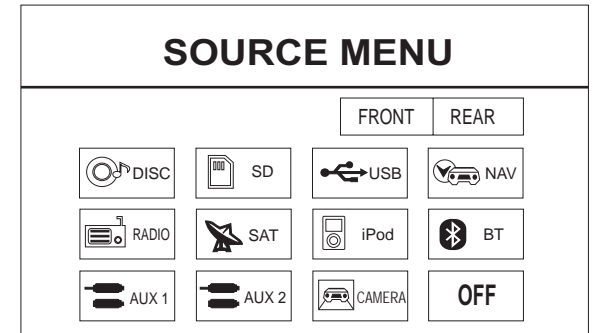 SOURCE MENU
FRONT REAR
DISC SD USB NAV
RADIO SAT iPod BT
AUX 1 AUX 2 CAMERA OFF